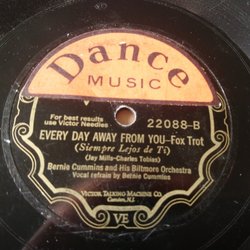 Dance
MUSIC
V
For best results
use Victor Needles
22088-B
EVERY DAY AWAY FROM YOU-Fox Trot
(Siempre Lejos de Ti)
(Jay Mills-Charles Tobias)
Bernie Cummins and His Biltmore Orchestra
Vocal refrain by Bernie Cummins
VICTOR TALKING MACHINE CO.
Camden, N.J.
VE